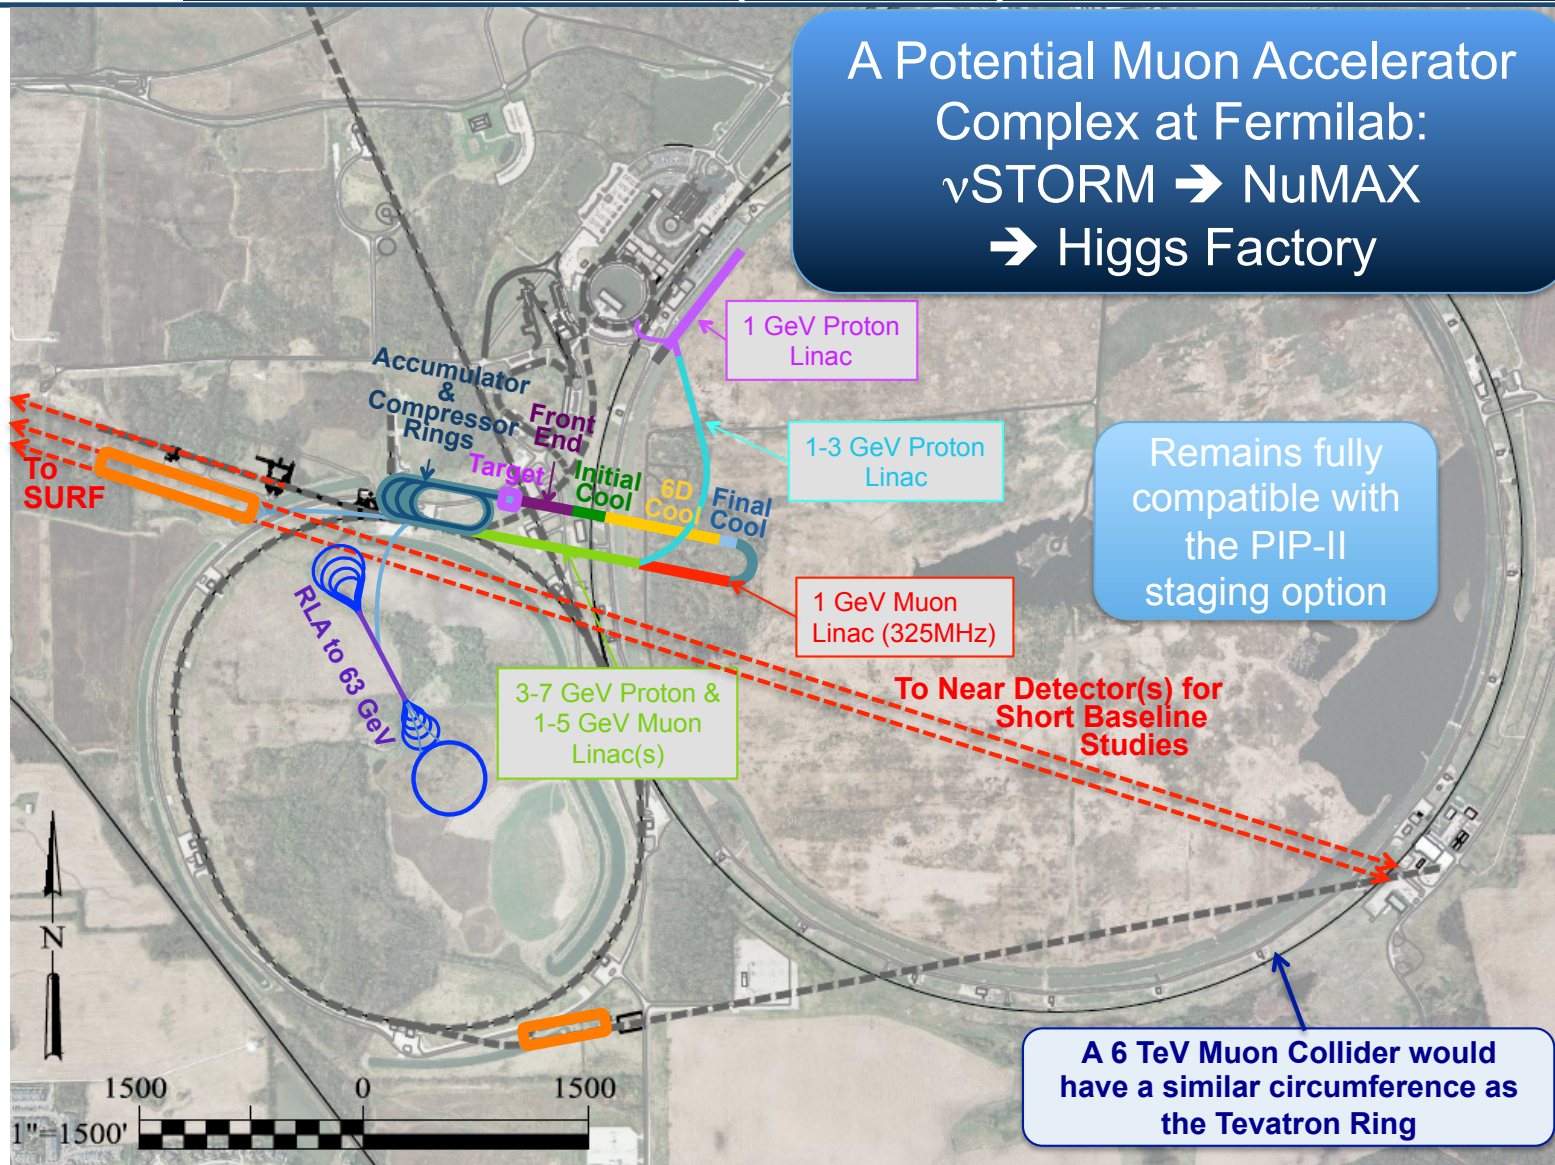 A Potential Muon Accelerator
Complex at Fermilab:
νSTORM ➔ NuMAX
➔ Higgs Factory
1 GeV Proton
Linac
Accumulator
&
Compressor
Rings
Front
End
Target
Initial
Cool
6D
Cool
Final
Cool
1-3 GeV Proton
Linac
Remains fully
compatible with
the PIP-II
staging option
To
SURF
1 GeV Muon
Linac (325MHz)
RLA to 63 GeV
3-7 GeV Proton &
1-5 GeV Muon
Linac(s)
To Near Detector(s) for
Short Baseline
Studies
N
A 6 TeV Muon Collider would
have a similar circumference as
the Tevatron Ring
1500 0 1500
1"=1500'